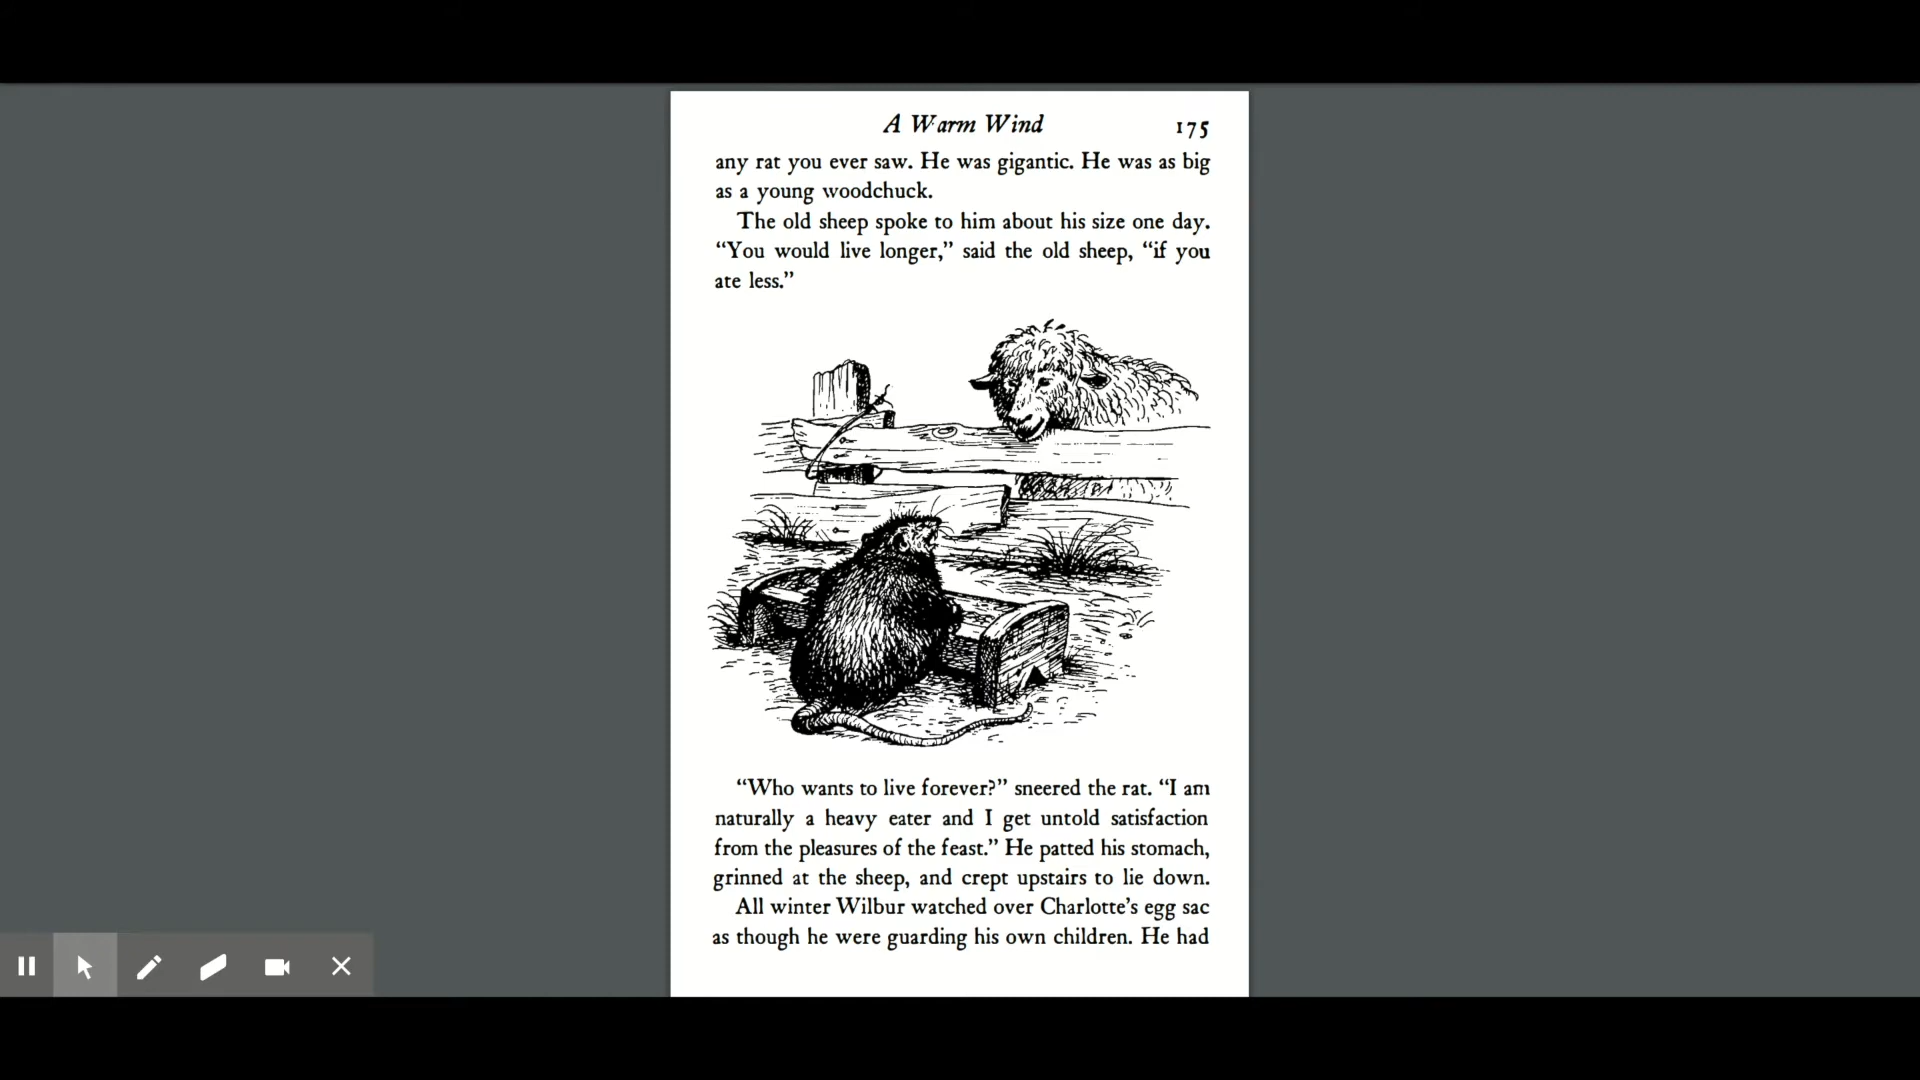 A Warm Wind 175
any rat you ever saw. He was gigantic. He was as big
as a young woodchuck.
The old sheep spoke to him about his size one day.
“You would live longer,” said the old sheep, “if you
ate less.”
“Who wants to live forever?” sneered the rat. “I am
naturally a heavy eater and I get untold satisfaction
from the pleasures of the feast.” He patted his stomach,
grinned at the sheep, and crept upstairs to lie down.
All winter Wilbur watched over Charlotte’s egg sac
as though he were guarding his own children. He had